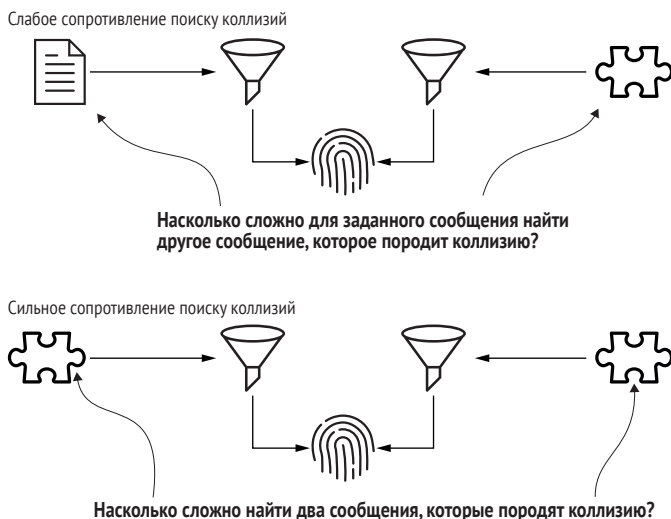 Слабое сопротивление поиску коллизий
Насколько сложно для заданного сообщения найти
другое сообщение, которое породит коллизию?
Сильное сопротивление поиску коллизий
Насколько сложно найти два сообщения, которые породят коллизию?